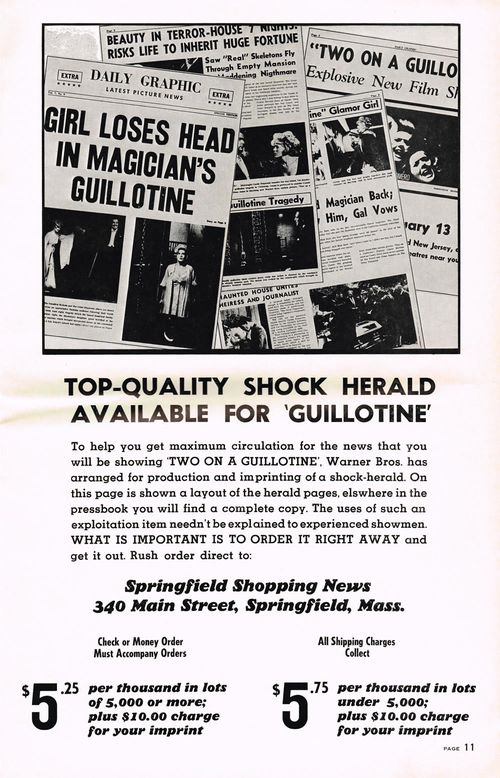 BEAUTY IN TERROR-HOUSE 7 NIGHTS:
RISKS LIFE TO INHERIT HUGE FORTUNE
Saw "Real" Skeletons Fly
Through Empty Mansion
Maddening Nigthmare
"TWO ON A GUILLO
Explosive New Film S
EXTRA
DAILY GRAPHIC
LATEST PICTURE NEWS
EXTRA
GIRL LOSES HEAD
IN MAGICIAN'S
GUILLOTINE
ine" Glamor Girl
uillotine Tragedy
Magician Back;
Him, Gal Vows
uary 13
New Jersey,
atres near you
AUNTED HOUSE UNITES
HEIRESS AND JOURNALIST
TOP-QUALITY SHOCK HERALD
AVAILABLE FOR 'GUILLOTINE'
To help you get maximum circulation for the news that you
will be showing 'TWO ON A GUILLOTINE', Warner Bros. has
arranged for production and imprinting of a shock-herald. On
this page is shown a layout of the herald pages, elswhere in the
pressbook you will find a complete copy. The uses of such an
exploitation item needn't be explained to experienced showmen.
WHAT IS IMPORTANT IS TO ORDER IT RIGHT AWAY and
get it out. Rush order direct to:
Springfield Shopping News
340 Main Street, Springfield, Mass.
Check or Money Order
Must Accompany Orders
All Shipping Charges
Collect
$5.25 per thousand in lots
of 5,000 or more;
plus $10.00 charge
for your imprint
$5.75 per thousand in lots
under 5,000;
plus $10.00 charge
for your imprint
PAGE 11